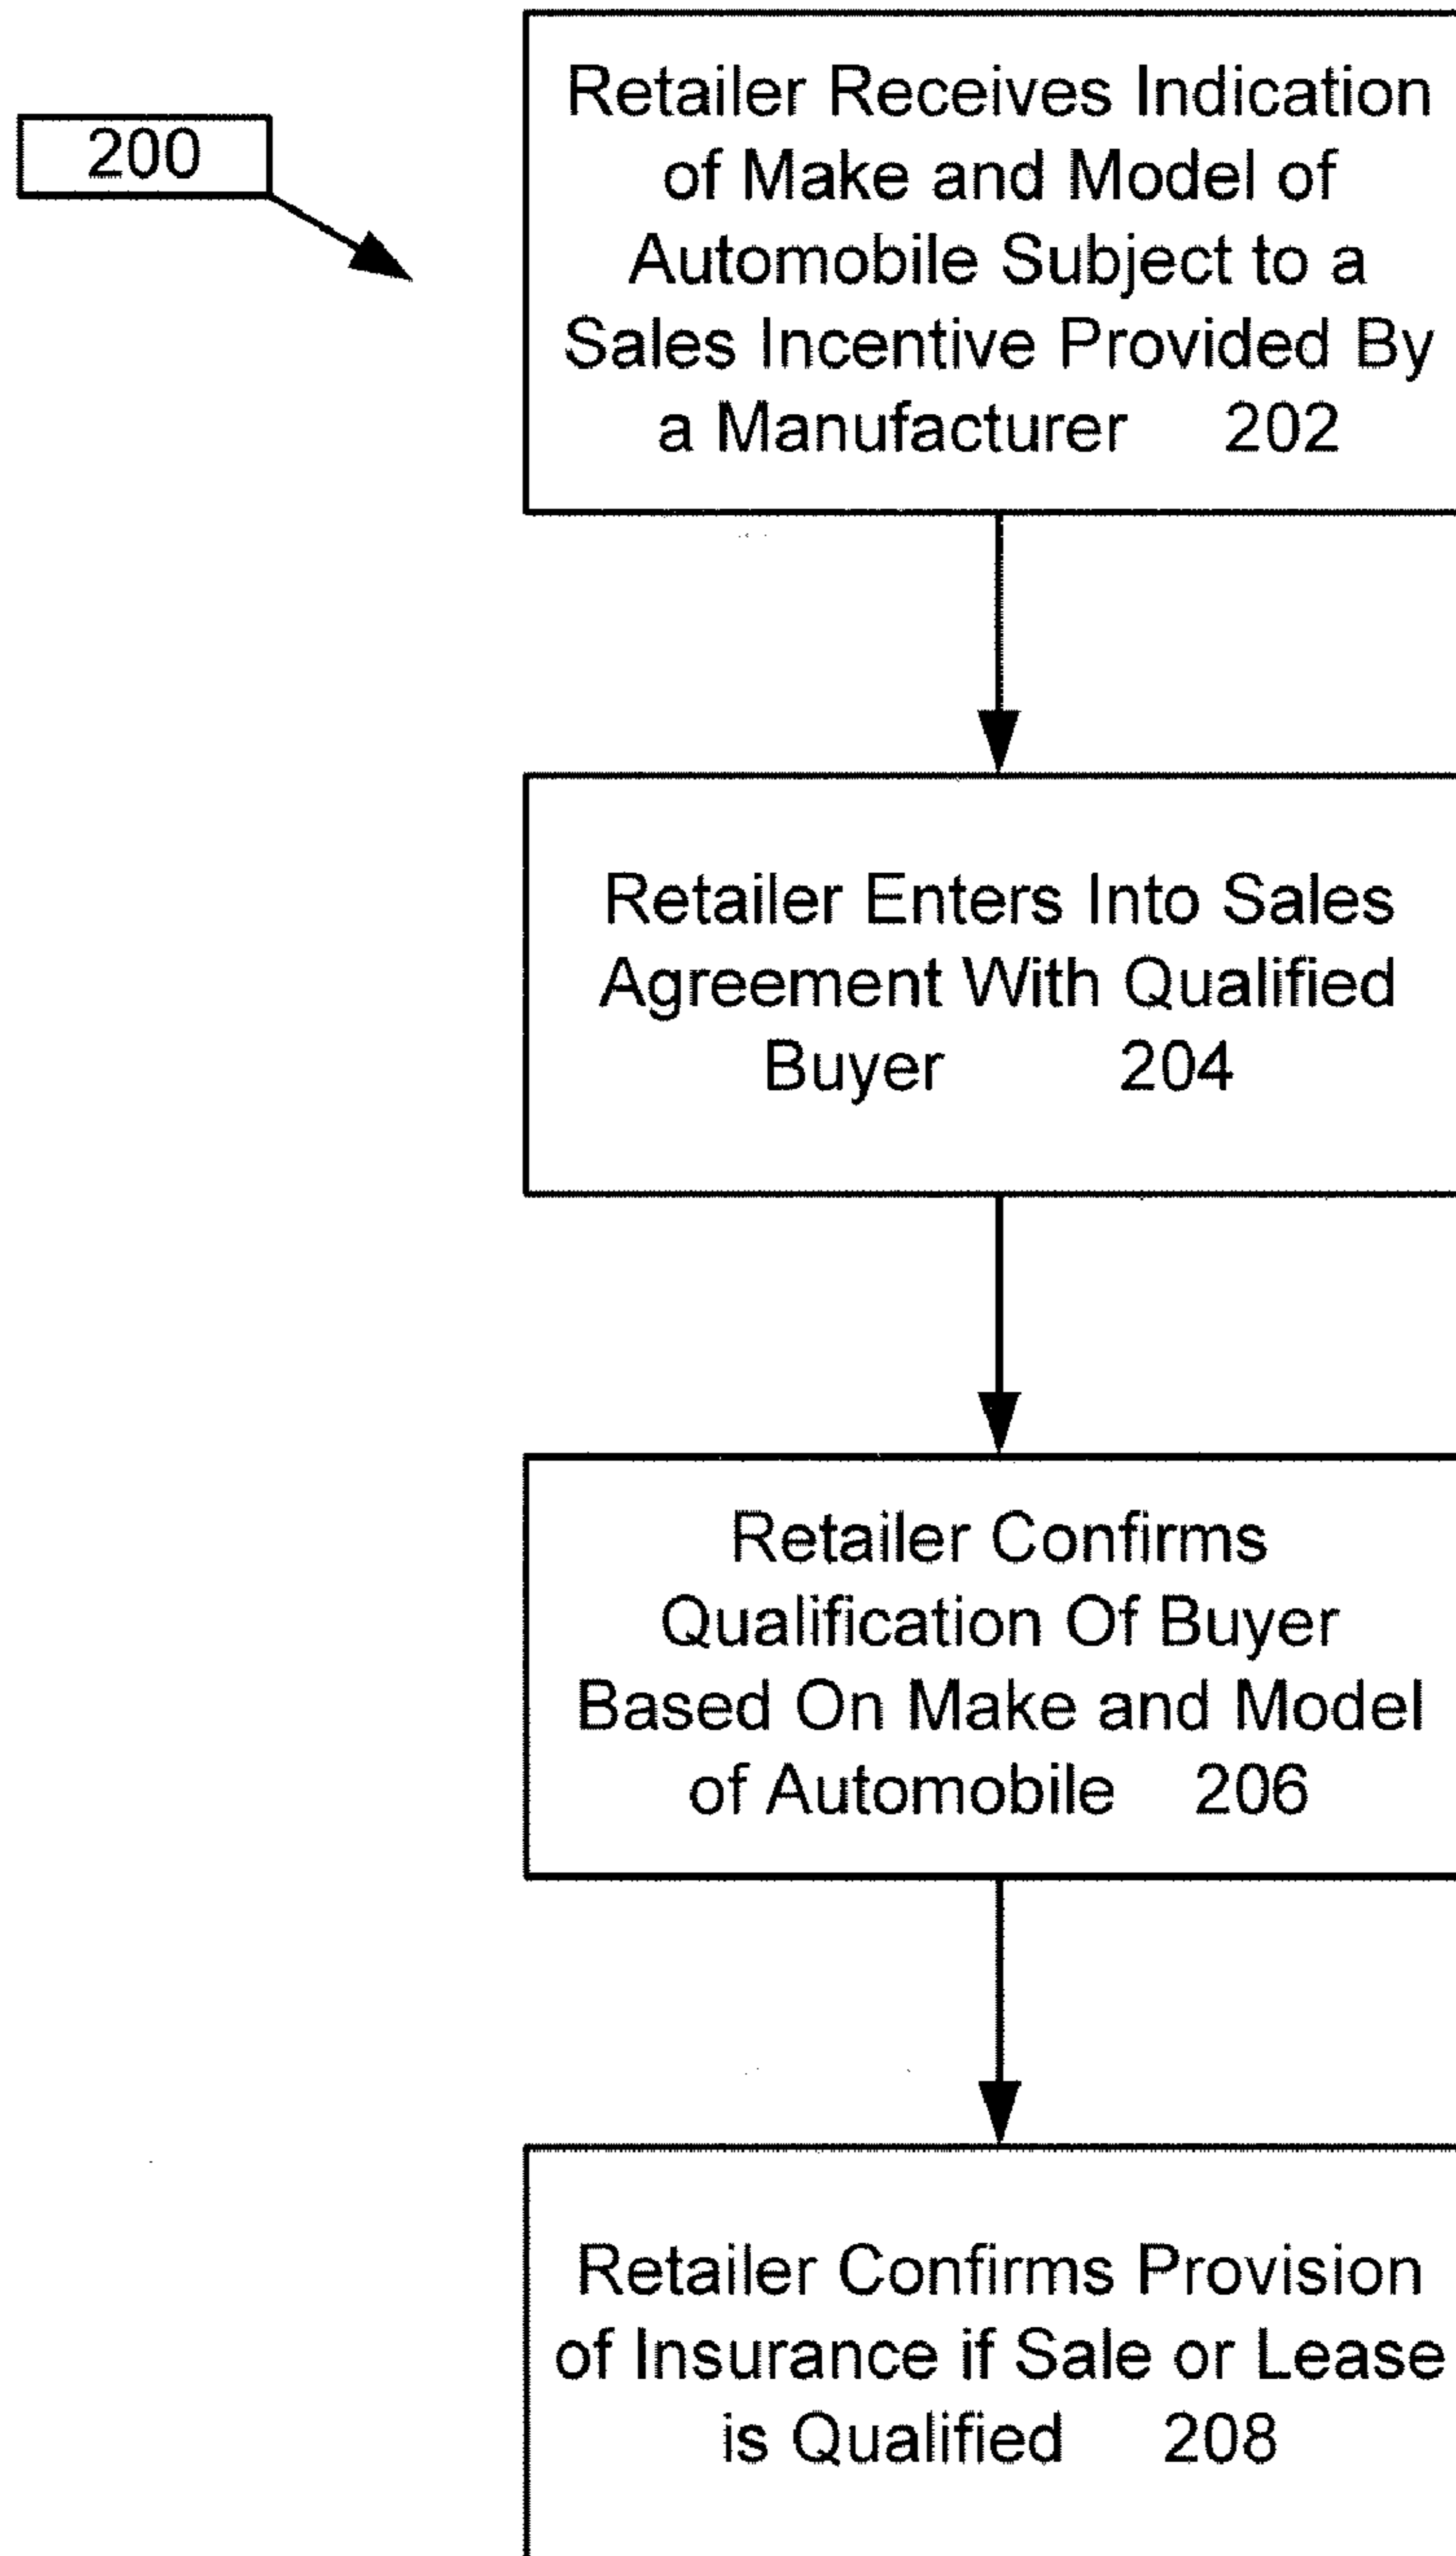 200
Retailer Receives Indication
of Make and Model of
Automobile Subject to a
Sales Incentive Provided By
a Manufacturer 202
Retailer Enters Into Sales
Agreement With Qualified
Buyer 204
Retailer Confirms
Qualification Of Buyer
Based On Make and Model
of Automobile 206
Retailer Confirms Provision
of Insurance if Sale or Lease
is Qualified 208